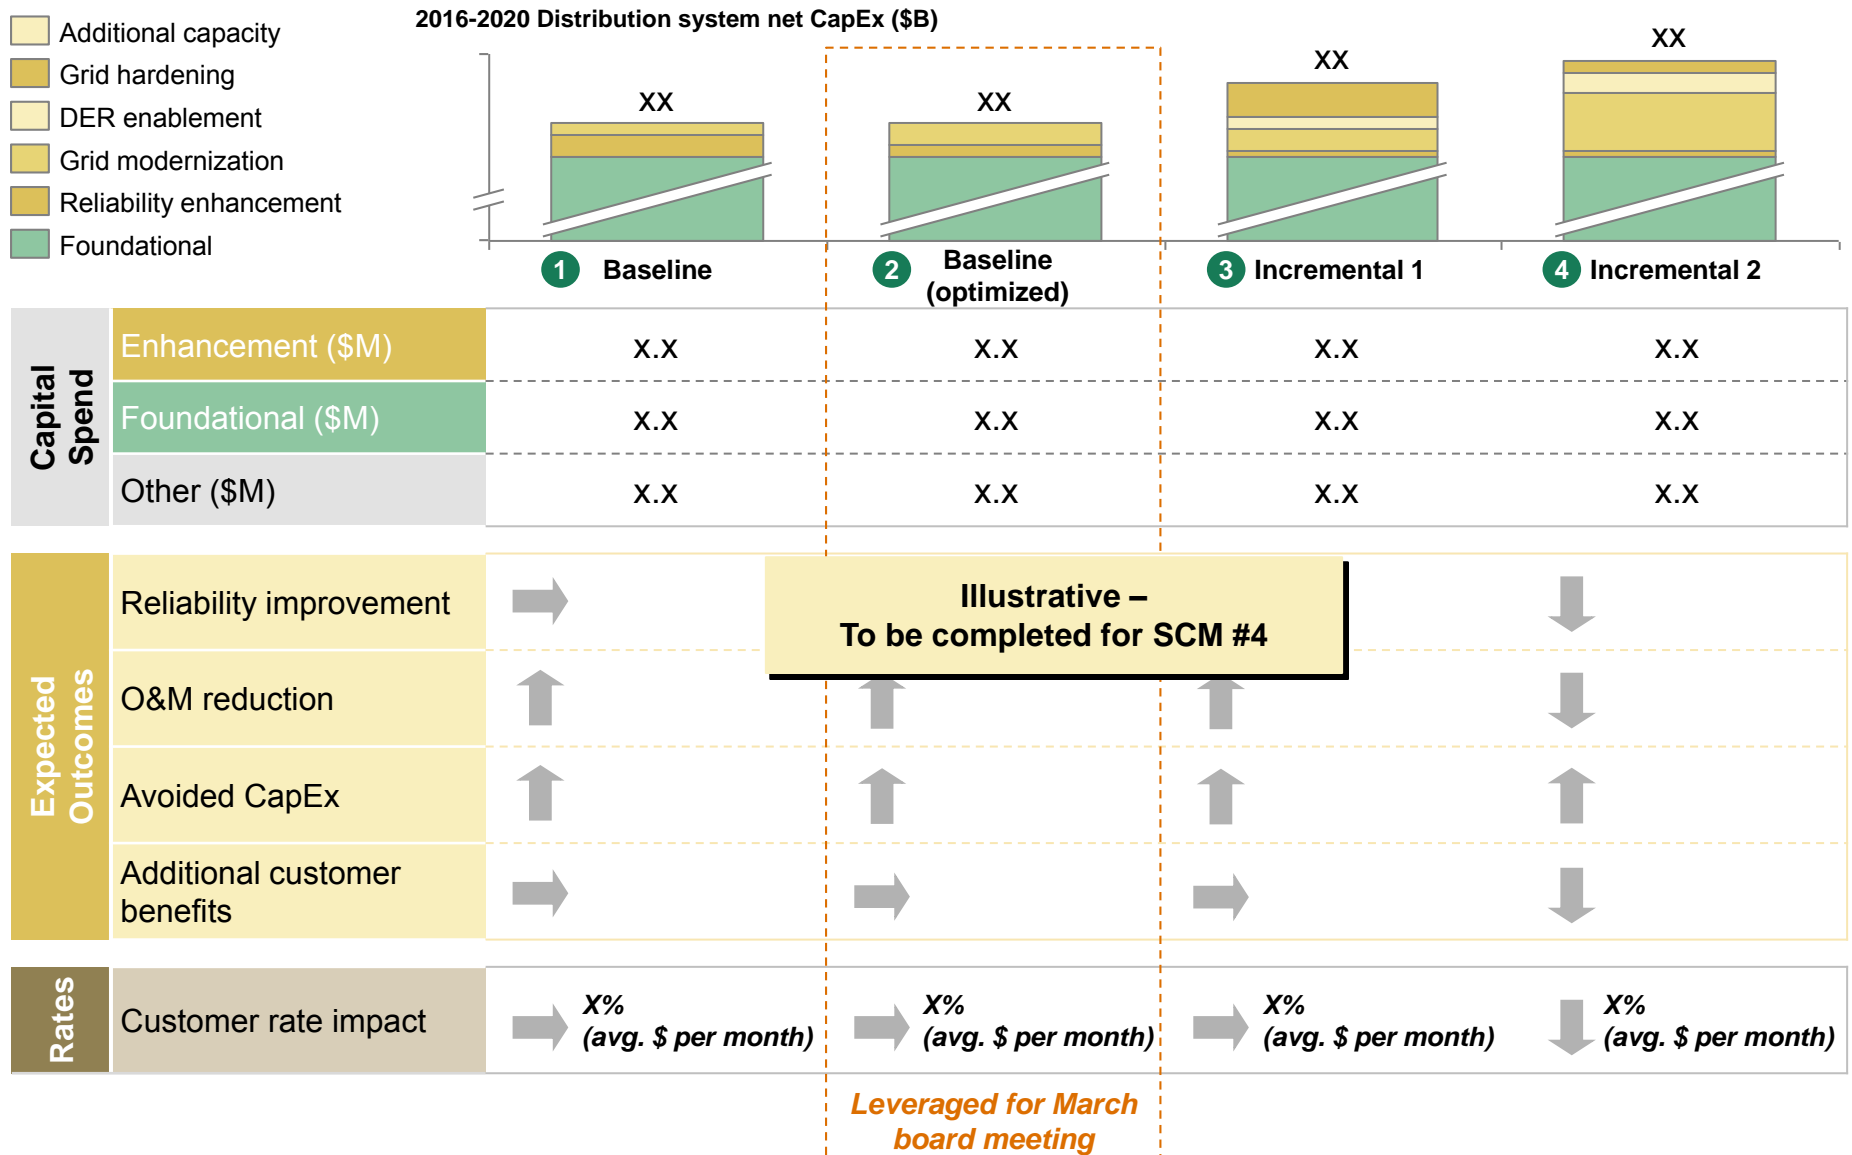 2016-2020 Distribution system net CapEx ($B)
Additional capacity
Grid hardening
DER enablement
Grid modernization
Reliability enhancement
Foundational
XX
XX
XX
XX
1 Baseline
2 Baseline
(optimized)
3 Incremental 1
4 Incremental 2
Capital
Spend
Enhancement ($M)
X.X
X.X
X.X
X.X
Foundational ($M)
X.X
X.X
X.X
X.X
Other ($M)
X.X
X.X
X.X
X.X
Expected
Outcomes
Reliability improvement
Illustrative –
To be completed for SCM #4
O&M reduction
Avoided CapEx
Additional customer
benefits
Rates
Customer rate impact
X%
(avg. $ per month)
X%
(avg. $ per month)
X%
(avg. $ per month)
X%
(avg. $ per month)
Leveraged for March
board meeting